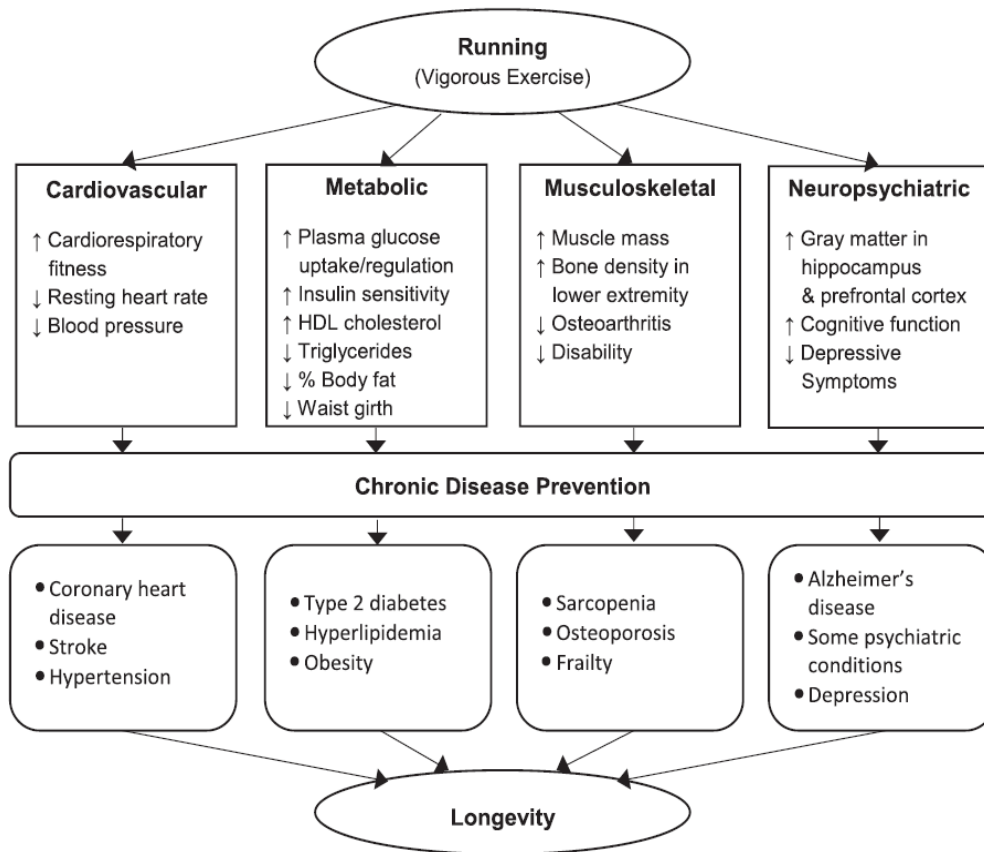 Running
(Vigorous Exercise)
Cardiovascular
↑ Cardiorespiratory
fitness
↓ Resting heart rate
↓ Blood pressure
Metabolic
↑ Plasma glucose
uptake/regulation
↑ Insulin sensitivity
↑ HDL cholesterol
↓ Triglycerides
↓ % Body fat
↓ Waist girth
Musculoskeletal
↑ Muscle mass
↑ Bone density in
lower extremity
↓ Osteoarthritis
↓ Disability
Neuropsychiatric
↑ Gray matter in
hippocampus
& prefrontal cortex
↑ Cognitive function
↓ Depressive
Symptoms
Chronic Disease Prevention
• Coronary heart
disease
• Stroke
• Hypertension
• Type 2 diabetes
• Hyperlipidemia
• Obesity
• Sarcopenia
• Osteoporosis
• Frailty
• Alzheimer’s
disease
• Some psychiatric
conditions
• Depression
Longevity